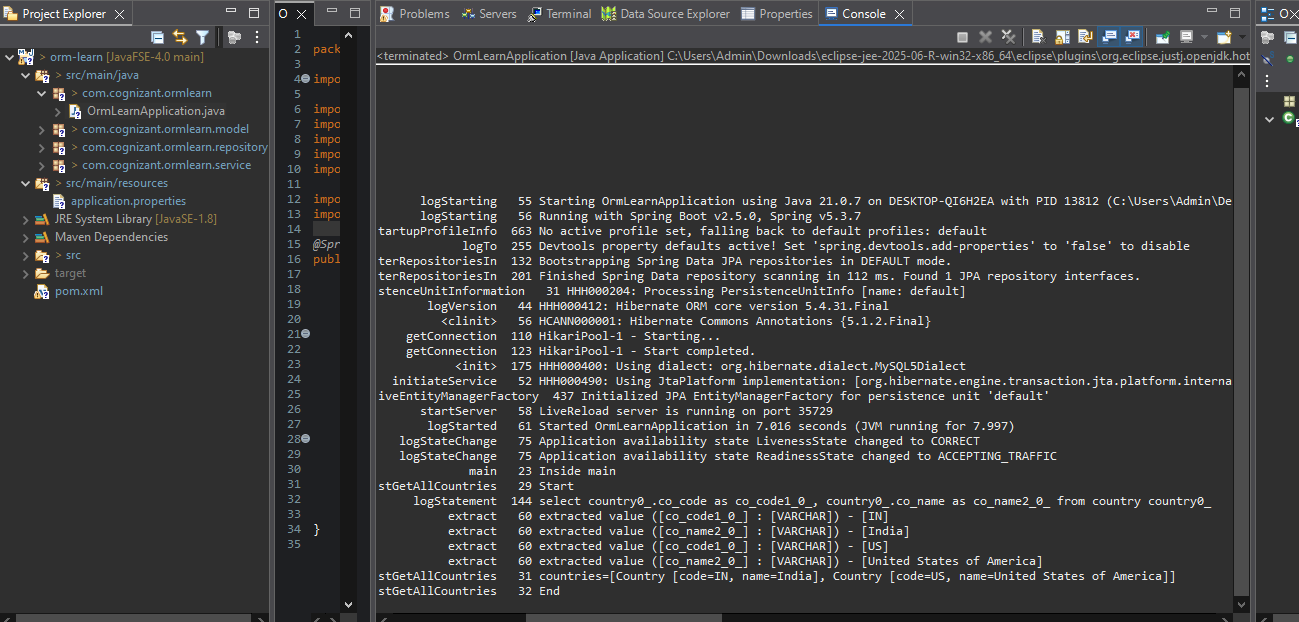 Project Explorer
orm-learn [JavaFSE-4.0 main]
> src/main/java
> com.cognizant.ormlearn
OrmLearnApplication.java
> com.cognizant.ormlearn.model
> com.cognizant.ormlearn.repository
> com.cognizant.ormlearn.service
> src/main/resources
application.properties
JRE System Library [JavaSE-1.8]
Maven Dependencies
> src
target
pom.xml
O
1
2 pack
3
4 impo
5
6 impo
7 impo
8 impo
9 impo
10 impo
11
12 impo
13 impo
14
15 @Spr
16 publ
17
18
19
20
21
22
23
24
25
26
27
28
29
30
31
32
33
34 }
35
Problems Servers Terminal Data Source Explorer Properties Console
<terminated> OrmLearnApplication [Java Application] C:\Users\Admin\Downloads\eclipse-jee-2025-06-R-win32-x86_64\eclipse\plugins\org.eclipse.justj.openjdk.hot
logStarting 55 Starting OrmLearnApplication using Java 21.0.7 on DESKTOP-QI6H2EA with PID 13812 (C:\Users\Admin\De
logStarting 56 Running with Spring Boot v2.5.0, Spring v5.3.7
tartupProfileInfo 663 No active profile set, falling back to default profiles: default
logTo 255 Devtools property defaults active! Set 'spring.devtools.add-properties' to 'false' to disable
terRepositoriesIn 132 Bootstrapping Spring Data JPA repositories in DEFAULT mode.
terRepositoriesIn 201 Finished Spring Data repository scanning in 112 ms. Found 1 JPA repository interfaces.
stenceUnitInformation 31 HHH000204: Processing PersistenceUnitInfo [name: default]
logVersion 44 HHH000412: Hibernate ORM core version 5.4.31.Final
<clinit> 56 HCANN000001: Hibernate Commons Annotations {5.1.2.Final}
getConnection 110 HikariPool-1 - Starting...
getConnection 123 HikariPool-1 - Start completed.
<init> 175 HHH000400: Using dialect: org.hibernate.dialect.MySQL5Dialect
initiateService 52 HHH000490: Using JtaPlatform implementation: [org.hibernate.engine.transaction.jta.platform.interna
iveEntityManagerFactory 437 Initialized JPA EntityManagerFactory for persistence unit 'default'
startServer 58 LiveReload server is running on port 35729
logStarted 61 Started OrmLearnApplication in 7.016 seconds (JVM running for 7.997)
logStateChange 75 Application availability state LivenessState changed to CORRECT
logStateChange 75 Application availability state ReadinessState changed to ACCEPTING_TRAFFIC
main 23 Inside main
stGetAllCountries 29 Start
logStatement 144 select country0_.co_code as co_code1_0_, country0_.co_name as co_name2_0_ from country country0_
extract 60 extracted value ([co_code1_0_] : [VARCHAR]) - [IN]
extract 60 extracted value ([co_name2_0_] : [VARCHAR]) - [India]
extract 60 extracted value ([co_code1_0_] : [VARCHAR]) - [US]
extract 60 extracted value ([co_name2_0_] : [VARCHAR]) - [United States of America]
stGetAllCountries 31 countries=[Country [code=IN, name=India], Country [code=US, name=United States of America]]
stGetAllCountries 32 End
O